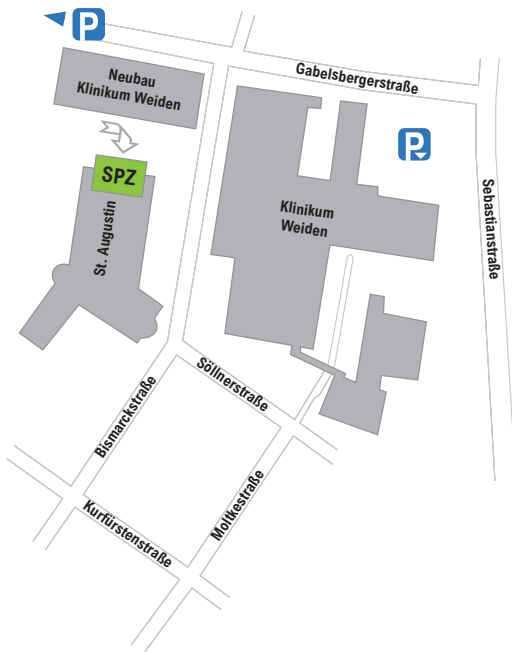 P
Neubau
Klinikum Weiden
Gabelsbergerstraße
P
SPZ
St. Augustin
Klinikum
Weiden
Sebastianstraße
Söllnerstraße
Bismarckstraße
Moltkestraße
Kurfürstenstraße